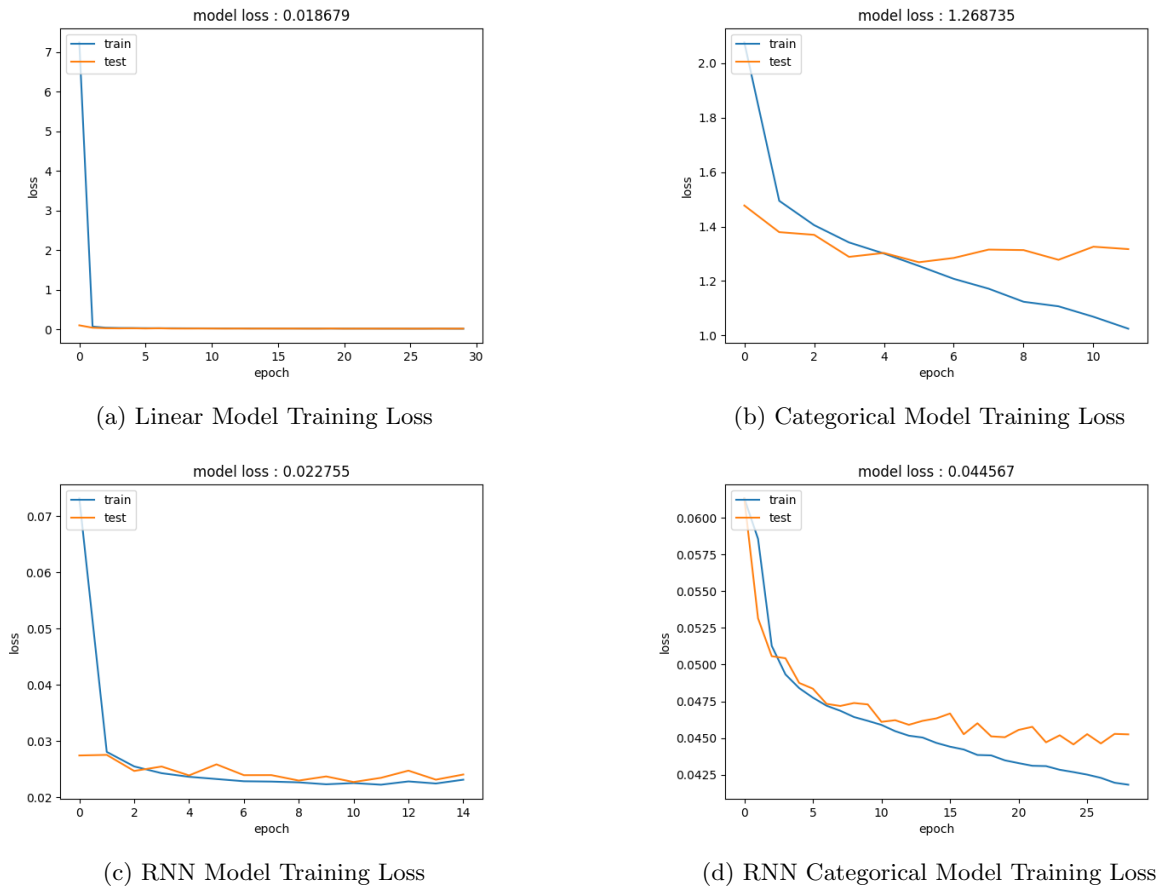 model loss : 0.018679
train
test
7
6
5
4
3
2
1
0
loss
0 5 10 15 20 25 30
epoch
(a) Linear Model Training Loss
model loss : 1.268735
train
test
2.0
1.8
1.6
1.4
1.2
1.0
loss
0 2 4 6 8 10
epoch
(b) Categorical Model Training Loss
model loss : 0.022755
train
test
0.07
0.06
0.05
0.04
0.03
0.02
loss
0 2 4 6 8 10 12 14
epoch
(c) RNN Model Training Loss
model loss : 0.044567
train
test
0.0600
0.0575
0.0550
0.0525
0.0500
0.0475
0.0450
0.0425
loss
0 5 10 15 20 25
epoch
(d) RNN Categorical Model Training Loss